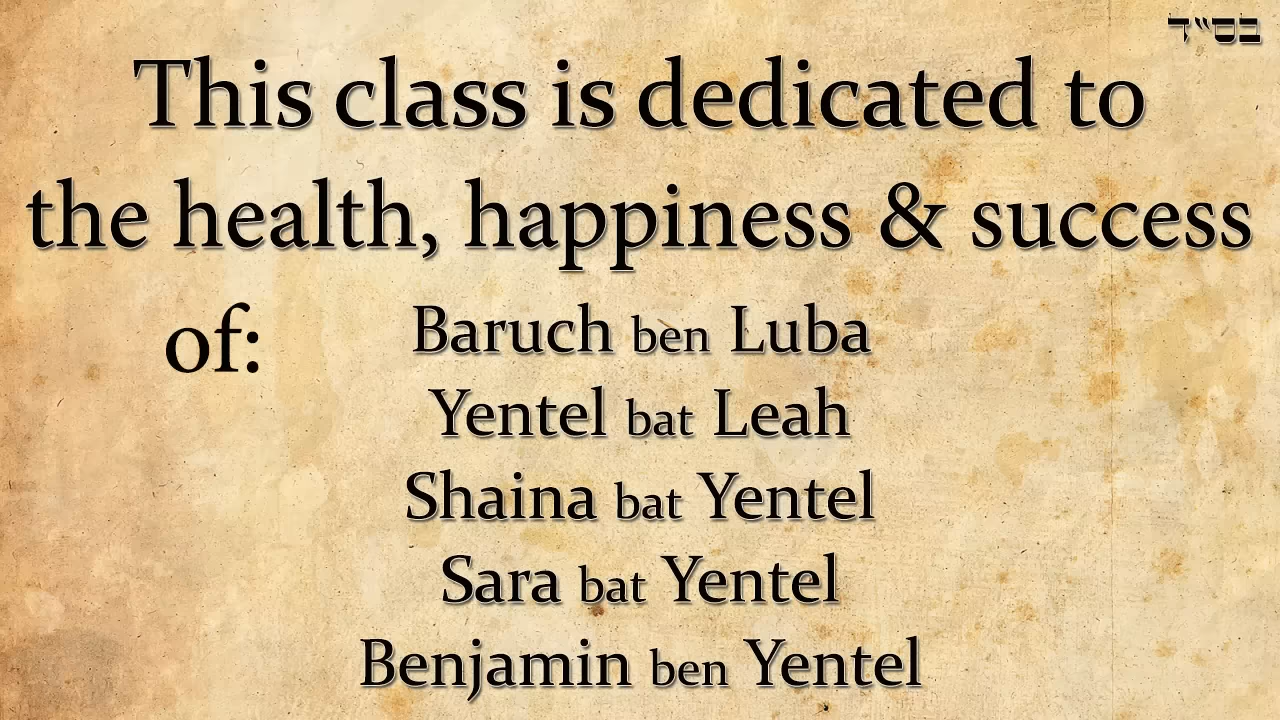 בס״ד
This class is dedicated to
the health, happiness & success
of:
Baruch ben Luba
Yentel bat Leah
Shaina bat Yentel
Sara bat Yentel
Benjamin ben Yentel